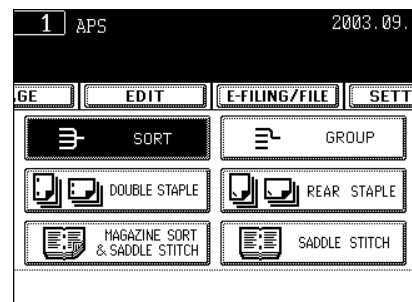 1 APS 2003.09.
GE EDIT E-FILING/FILE SETT
SORT GROUP
DOUBLE STAPLE REAR STAPLE
MAGAZINE SORT
& SADDLE STITCH SADDLE STITCH